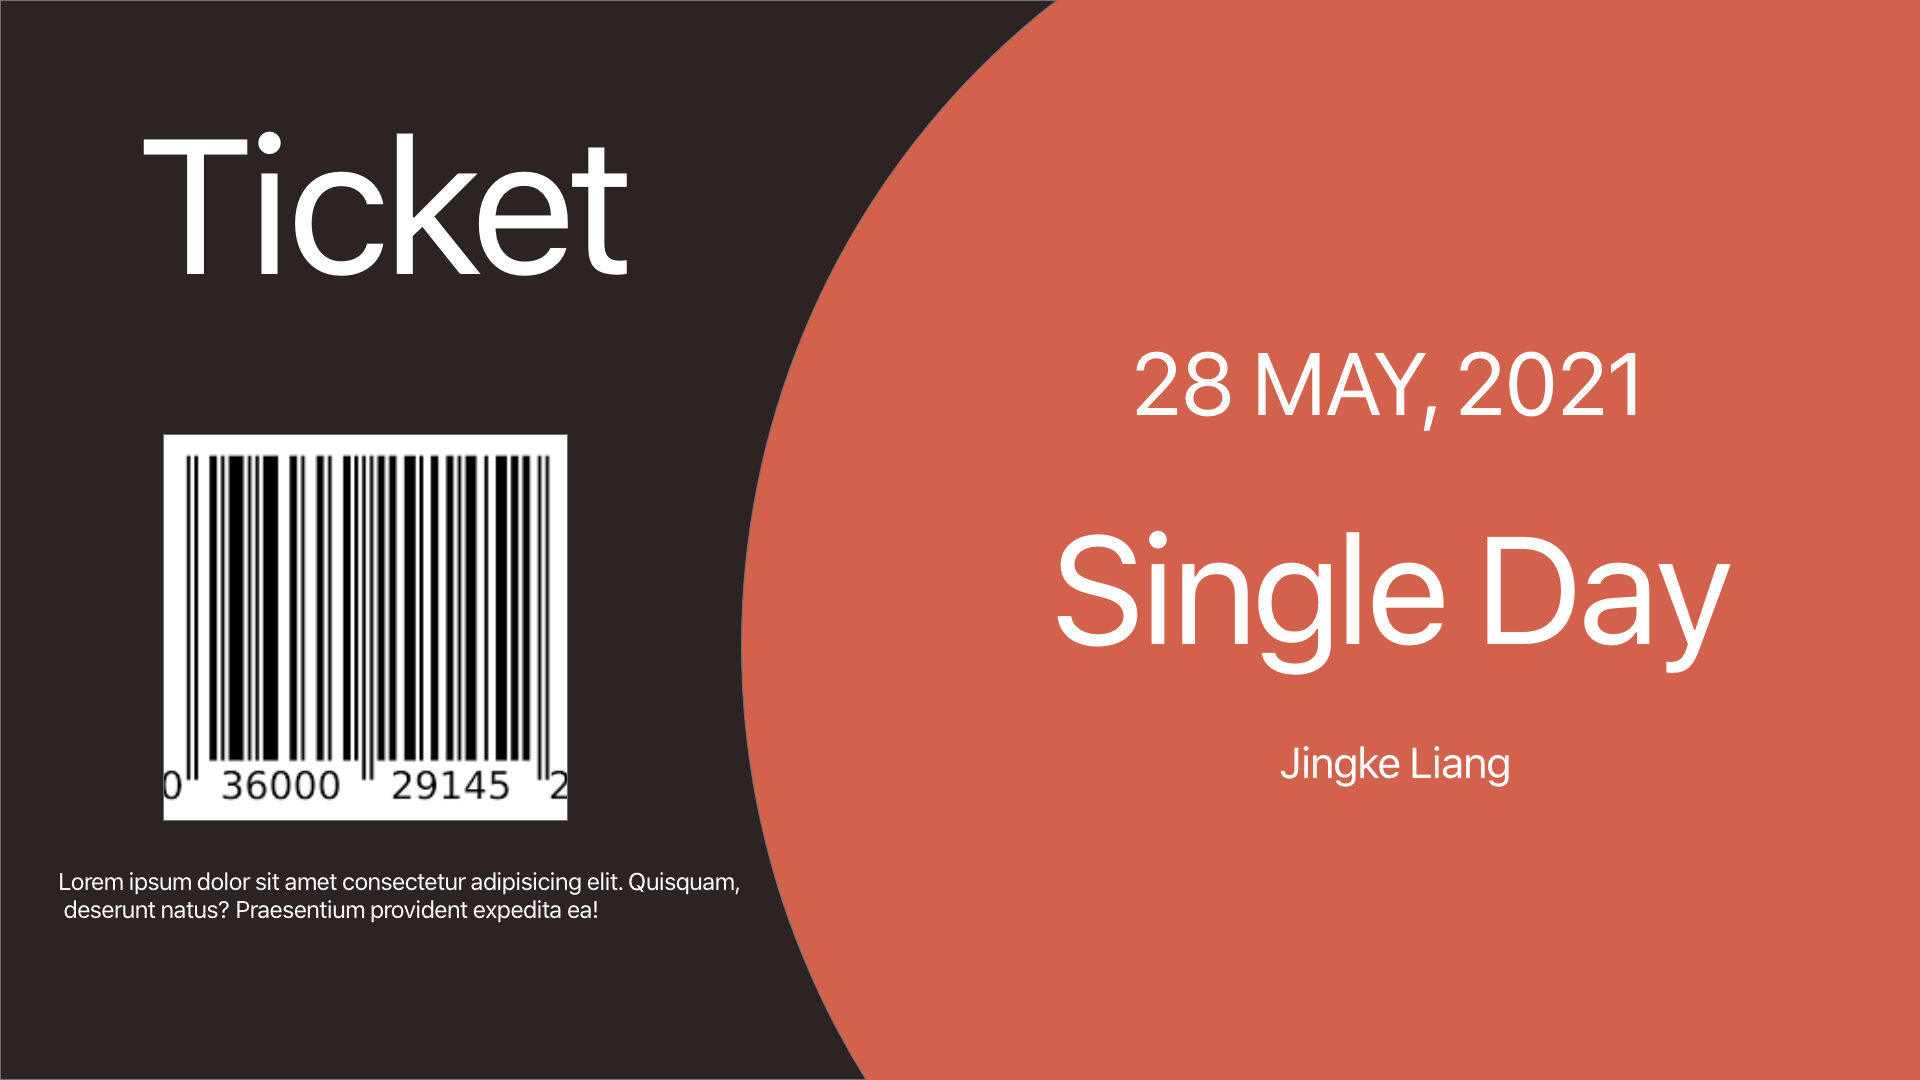 Ticket
28 MAY, 2021
Single Day
Jingke Liang
0 36000 29145 2
Lorem ipsum dolor sit amet consectetur adipisicing elit. Quisquam,
deserunt natus? Praesentium provident expedita ea!